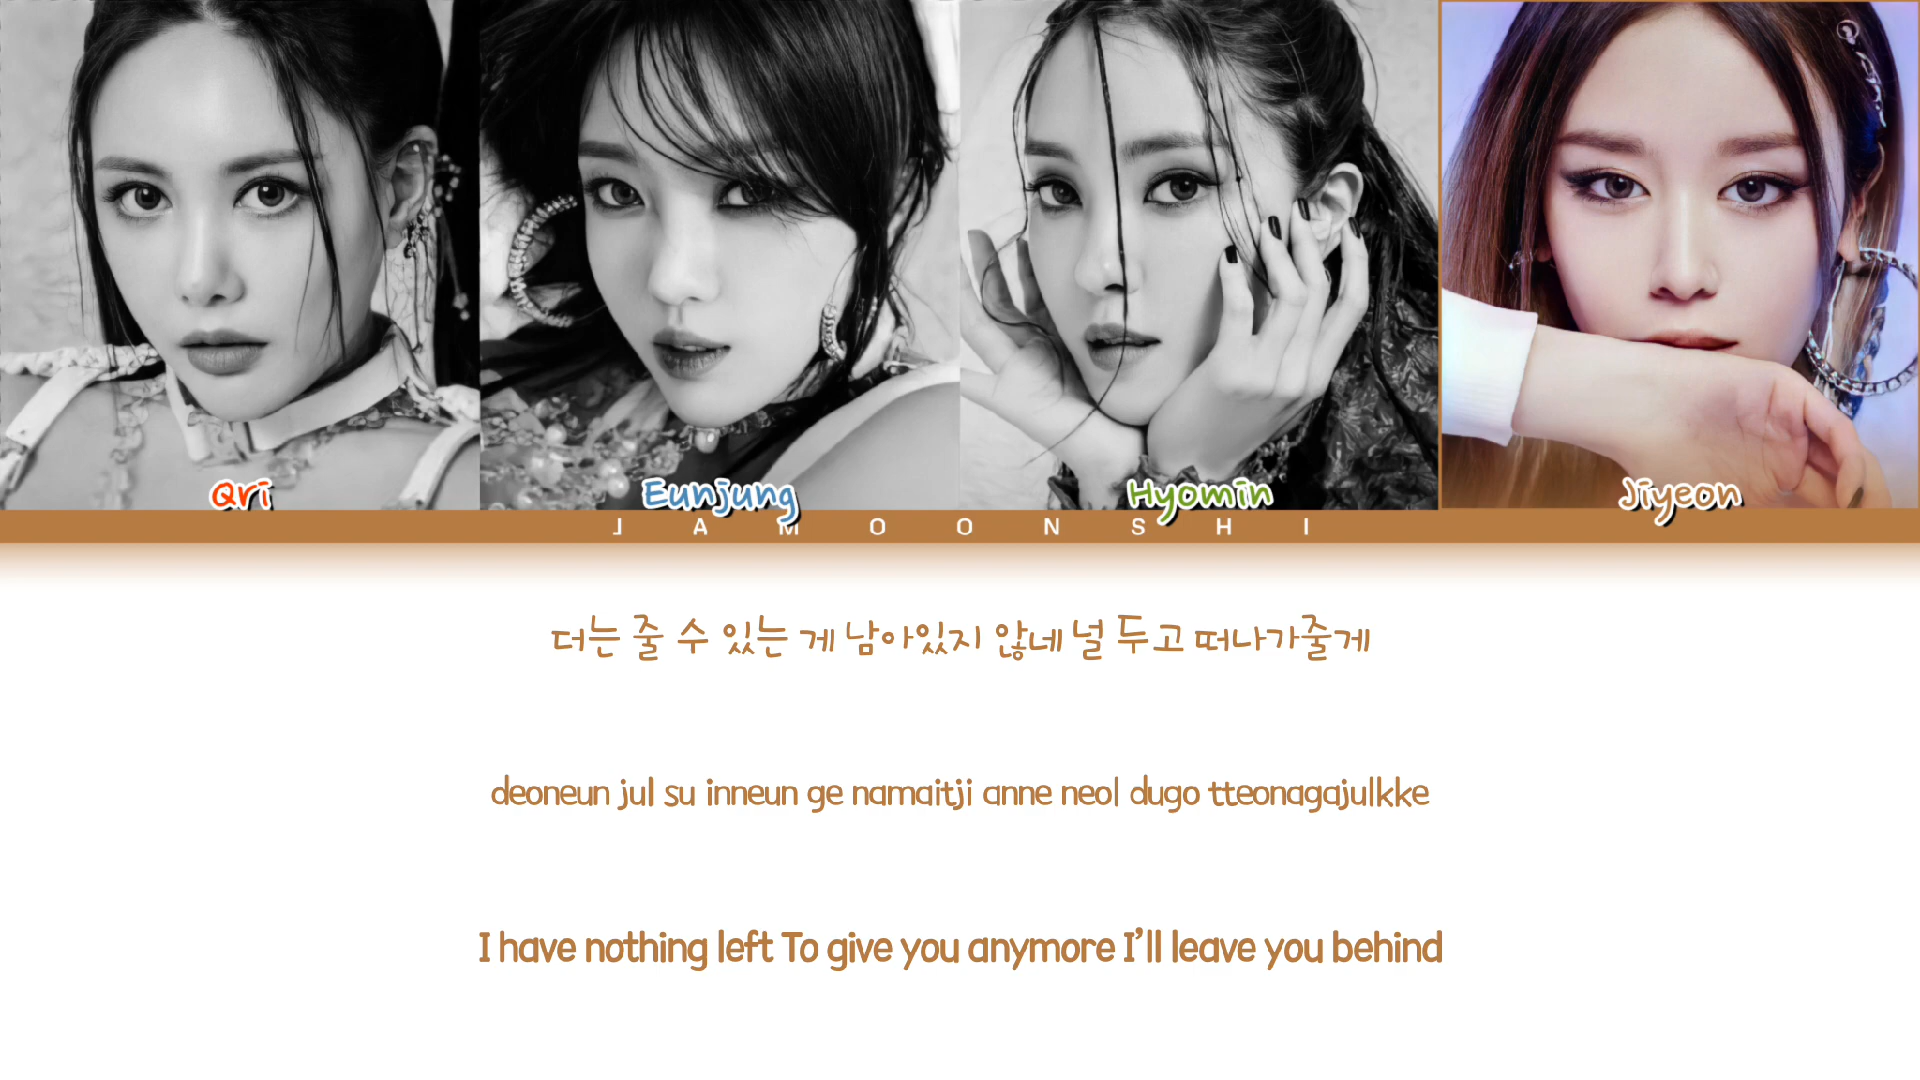 Qri
Eunjung
Hyomin
Jiyeon
JAMOONSHI
더는 줄 수 있는 게 남아있지 않네 널 두고 떠나가줄게
deoneun jul su inneun ge namaitji anne neol dugo tteonagajulkke
I have nothing left To give you anymore I’ll leave you behind